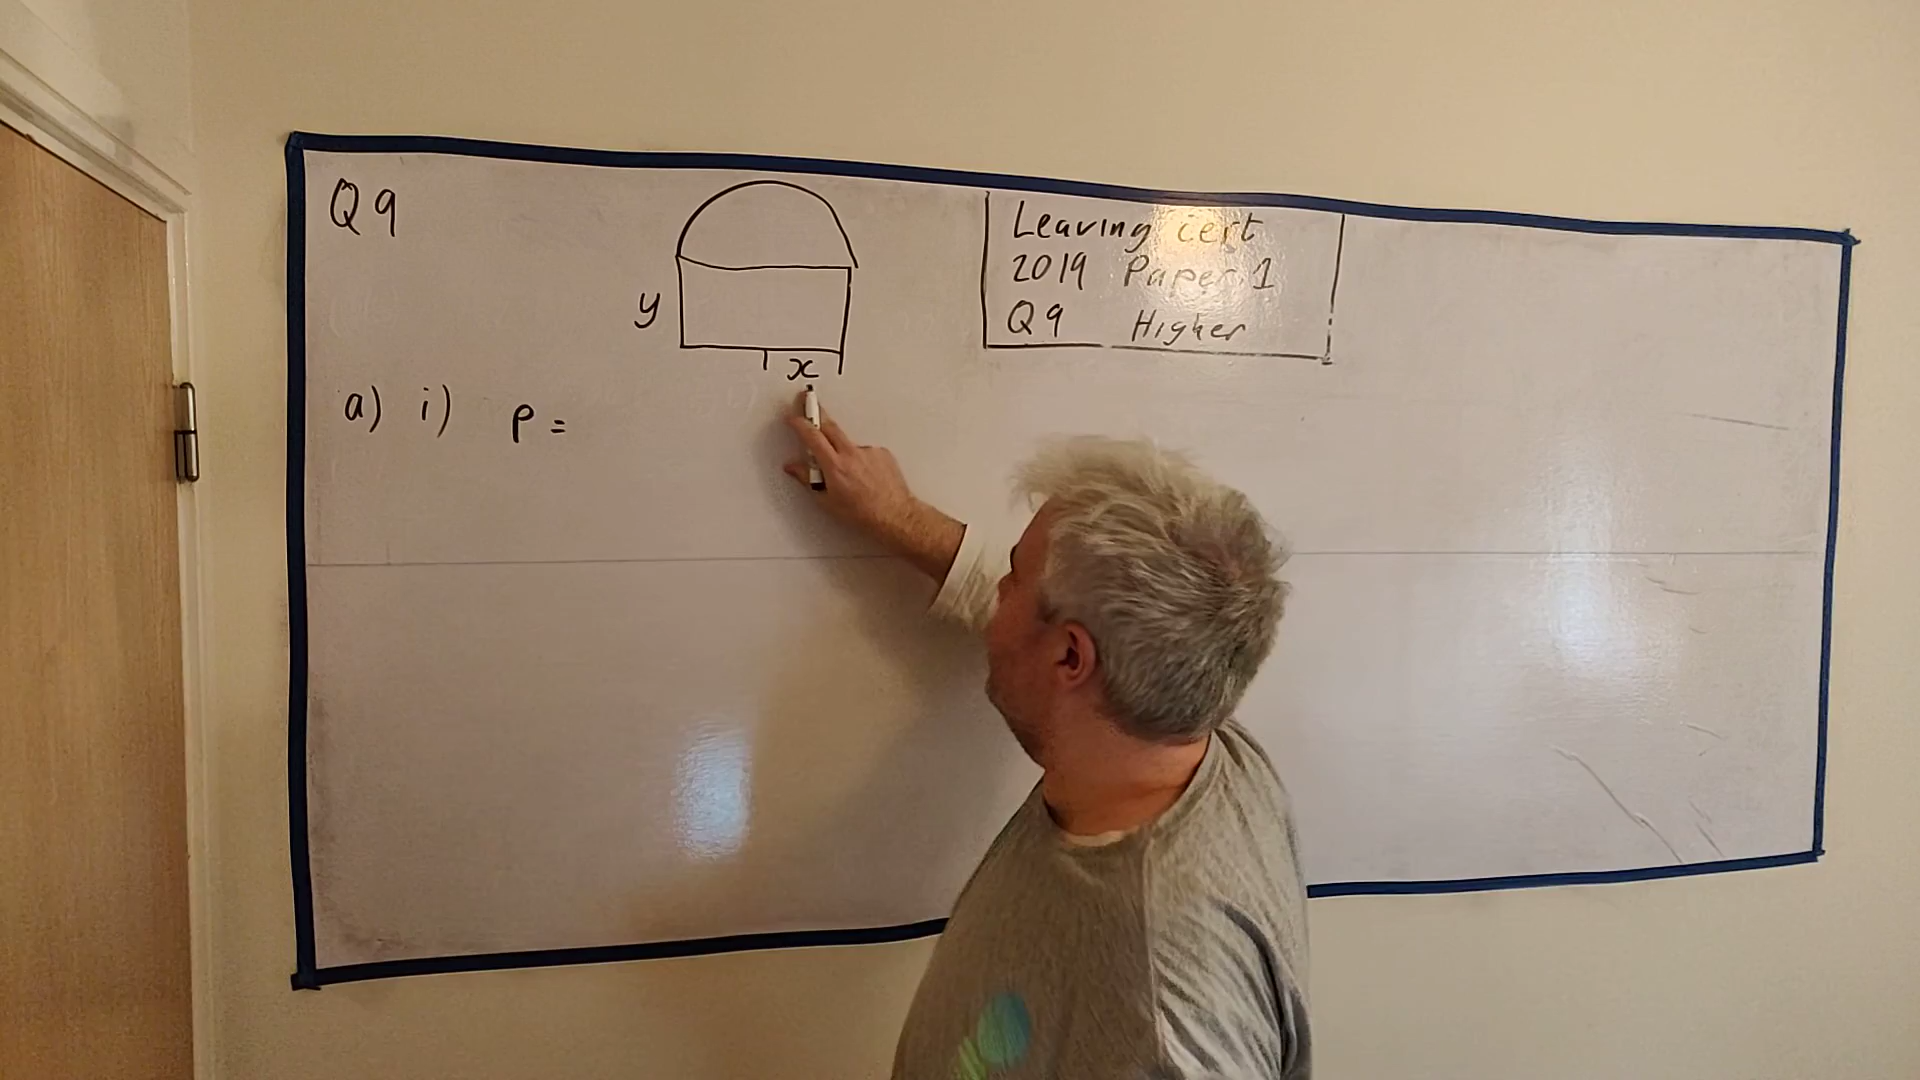 Q9
Leaving cert
2019 Paper 1
Q9 Higher
y
x
a) i) P =